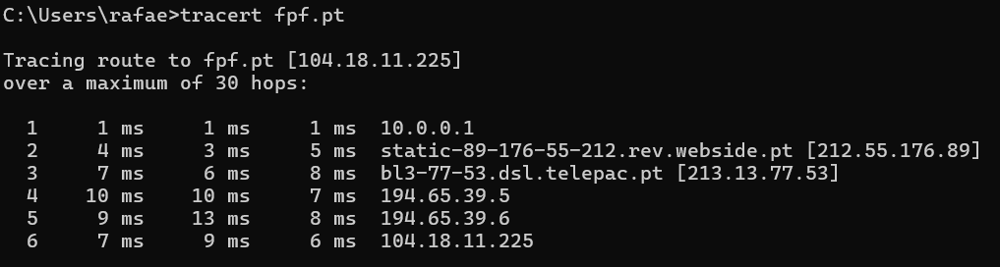 C:\Users\rafae>tracert fpf.pt
Tracing route to fpf.pt [104.18.11.225]
over a maximum of 30 hops:
1 1 ms 1 ms 1 ms 10.0.0.1
2 4 ms 3 ms 5 ms static-89-176-55-212.rev.webside.pt [212.55.176.89]
3 7 ms 6 ms 8 ms bl3-77-53.dsl.telepac.pt [213.13.77.53]
4 10 ms 10 ms 7 ms 194.65.39.5
5 9 ms 13 ms 8 ms 194.65.39.6
6 7 ms 9 ms 6 ms 104.18.11.225